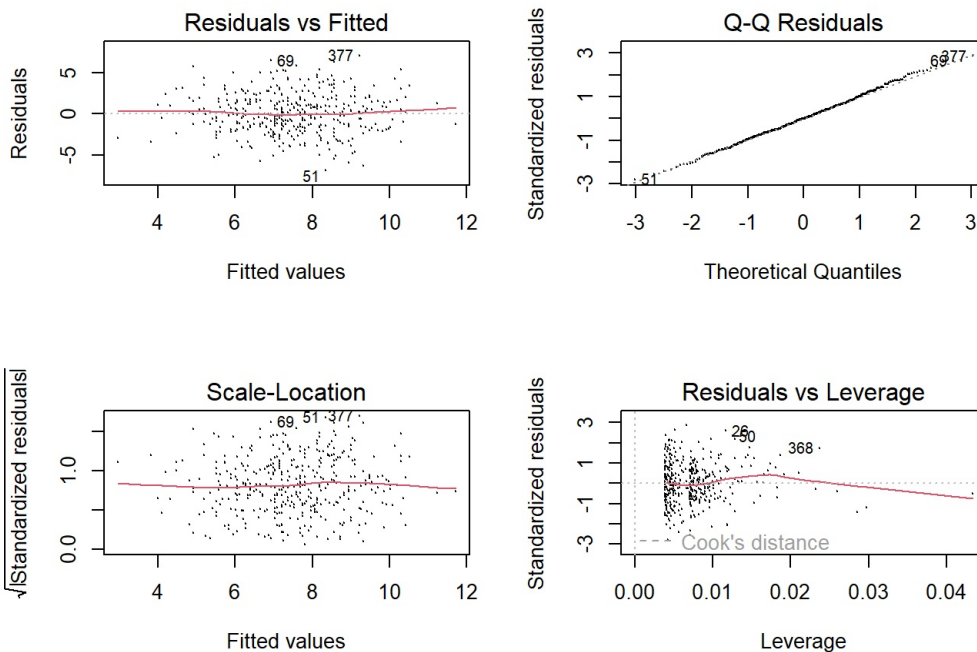 Residuals vs Fitted
Residuals
5
0
-5
69
377
51
4 6 8 10 12
Fitted values
Q-Q Residuals
Standardized residuals
3
1
-1
-3
69
377
51
-3 -2 -1 0 1 2 3
Theoretical Quantiles
Scale-Location
√|Standardized residuals|
1.0
0.0
69
51
377
4 6 8 10 12
Fitted values
Residuals vs Leverage
Standardized residuals
3
1
-1
-3
26
50
368
Cook's distance
0.00 0.01 0.02 0.03 0.04
Leverage